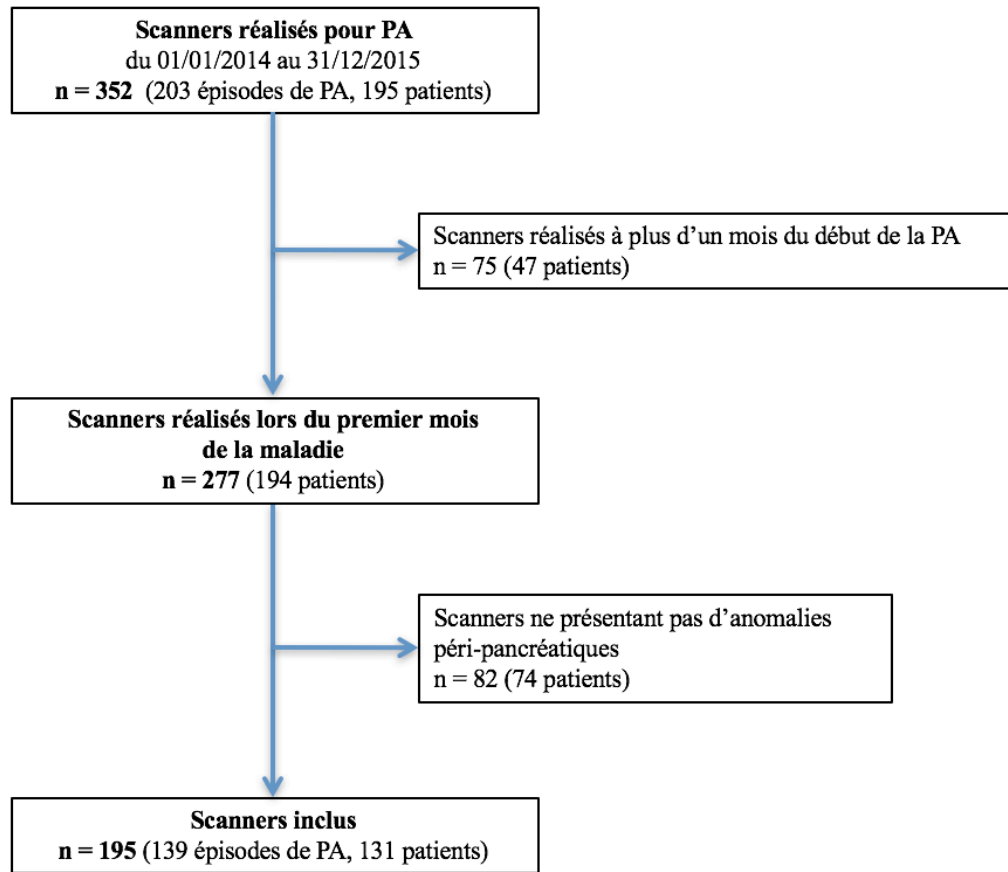 Scanners réalisés pour PA
du 01/01/2014 au 31/12/2015
n = 352 (203 épisodes de PA, 195 patients)
Scanners réalisés à plus d'un mois du début de la PA
n = 75 (47 patients)
Scanners réalisés lors du premier mois
de la maladie
n = 277 (194 patients)
Scanners ne présentant pas d'anomalies
péri-pancréatiques
n = 82 (74 patients)
Scanners inclus
n = 195 (139 épisodes de PA, 131 patients)